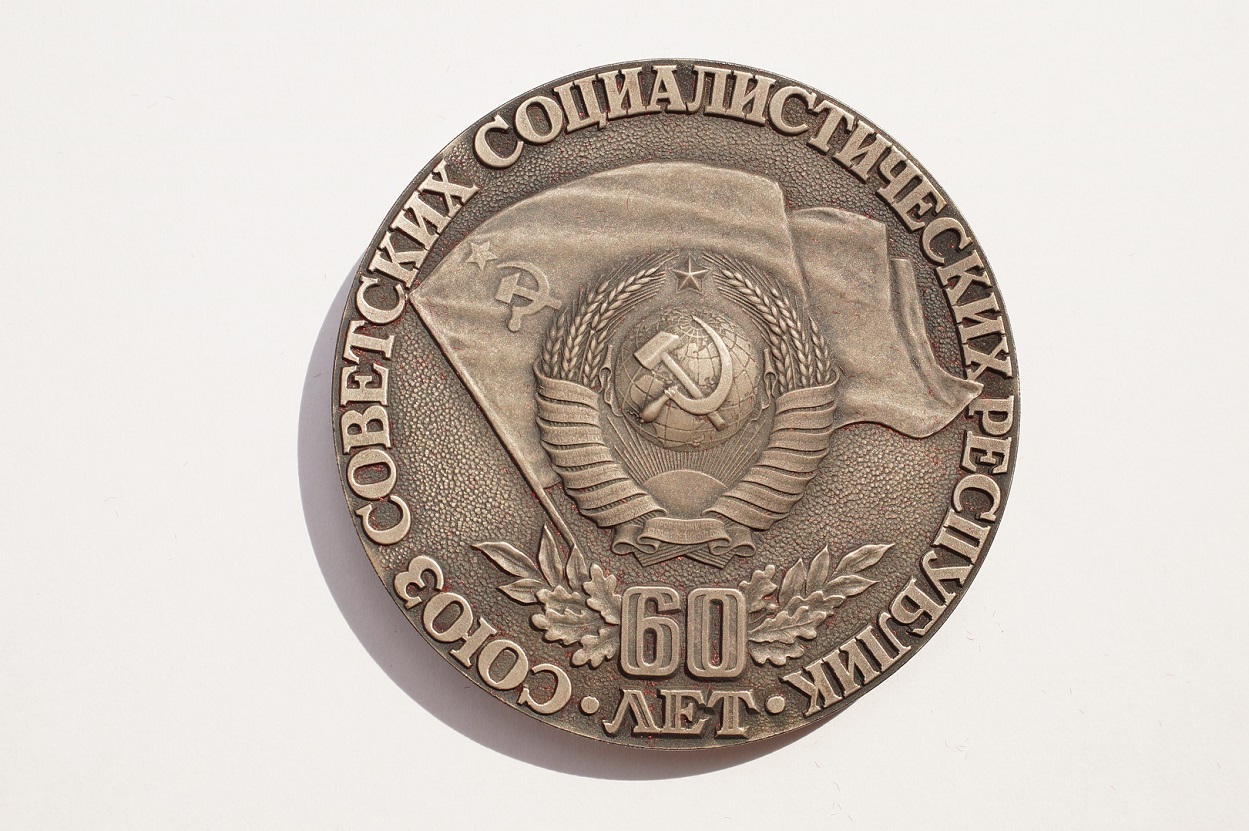 СОЮЗ СОВЕТСКИХ СОЦИАЛИСТИЧЕСКИХ РЕСПУБЛИК
60
• ЛЕТ •